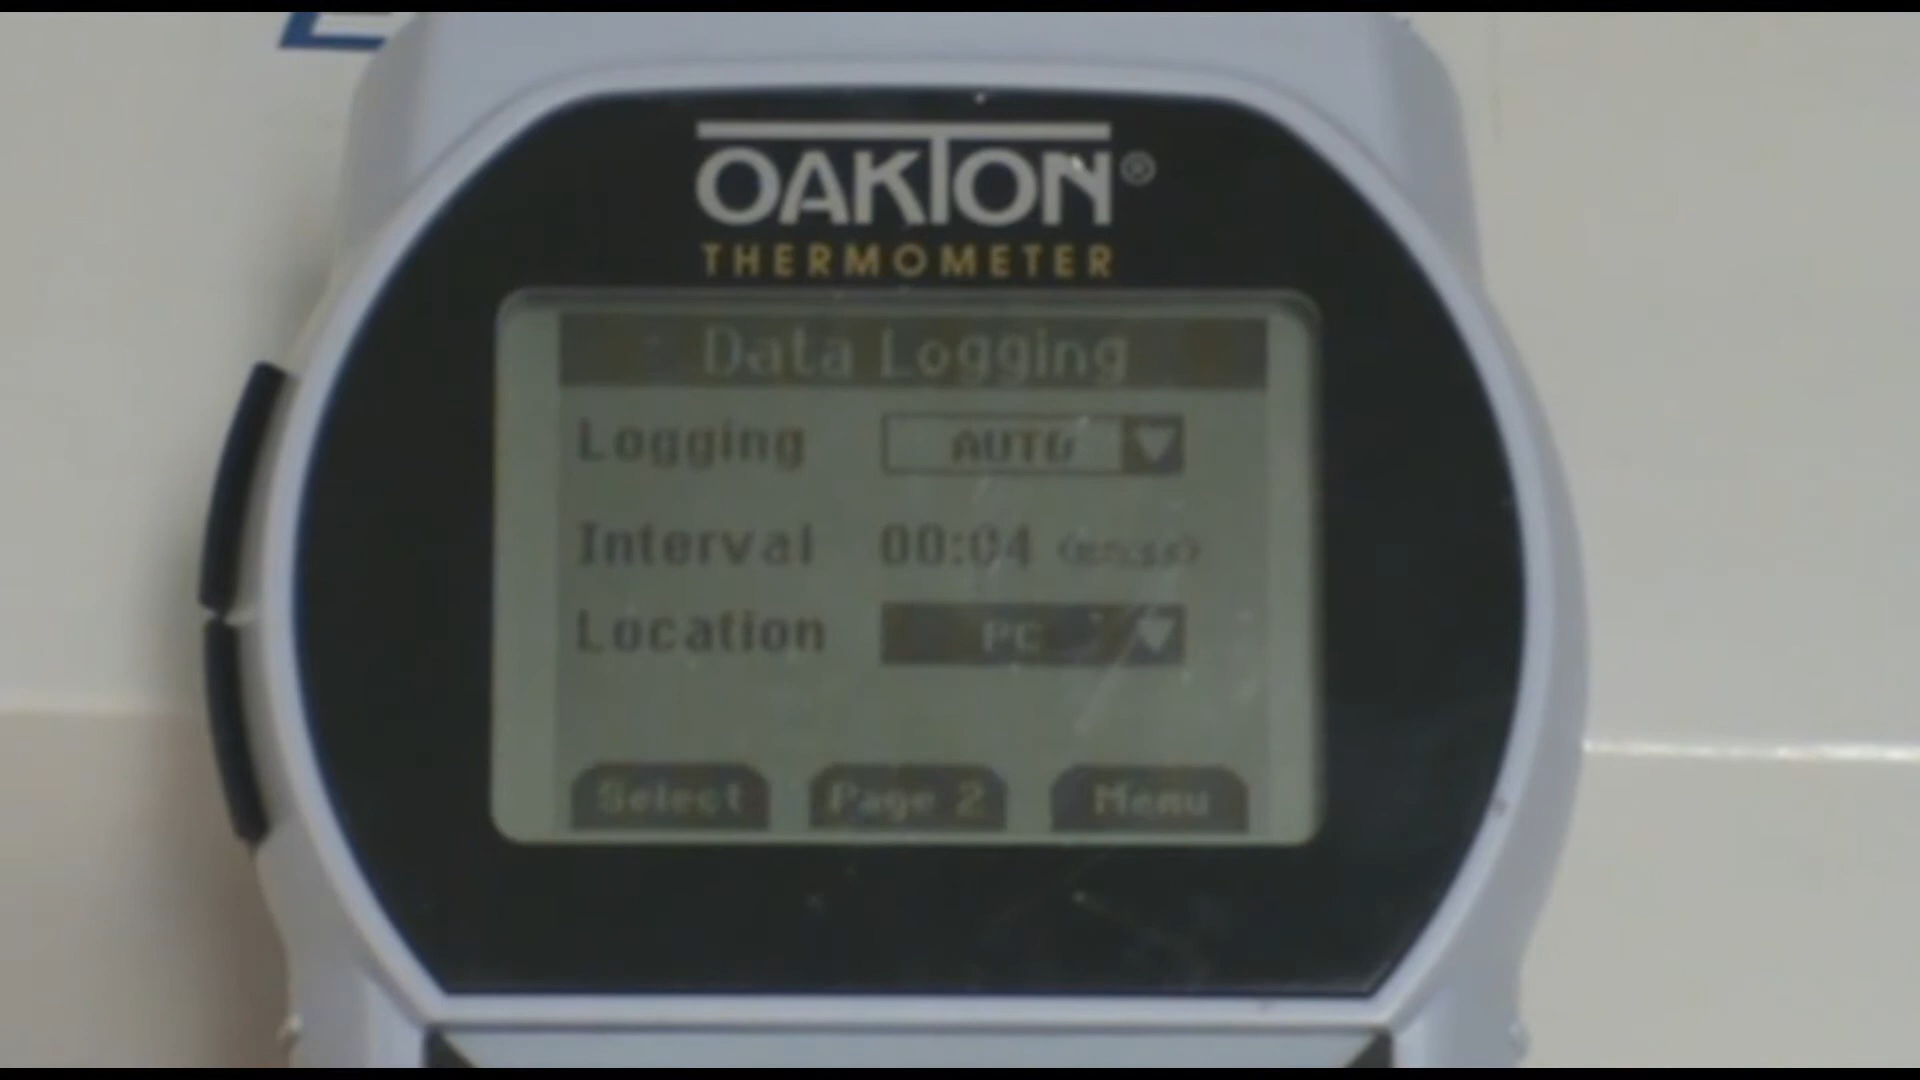 OAKTON®
THERMOMETER
Data Logging
Logging AUTO
Interval 00:04
Location PC
Select Page 2 Menu